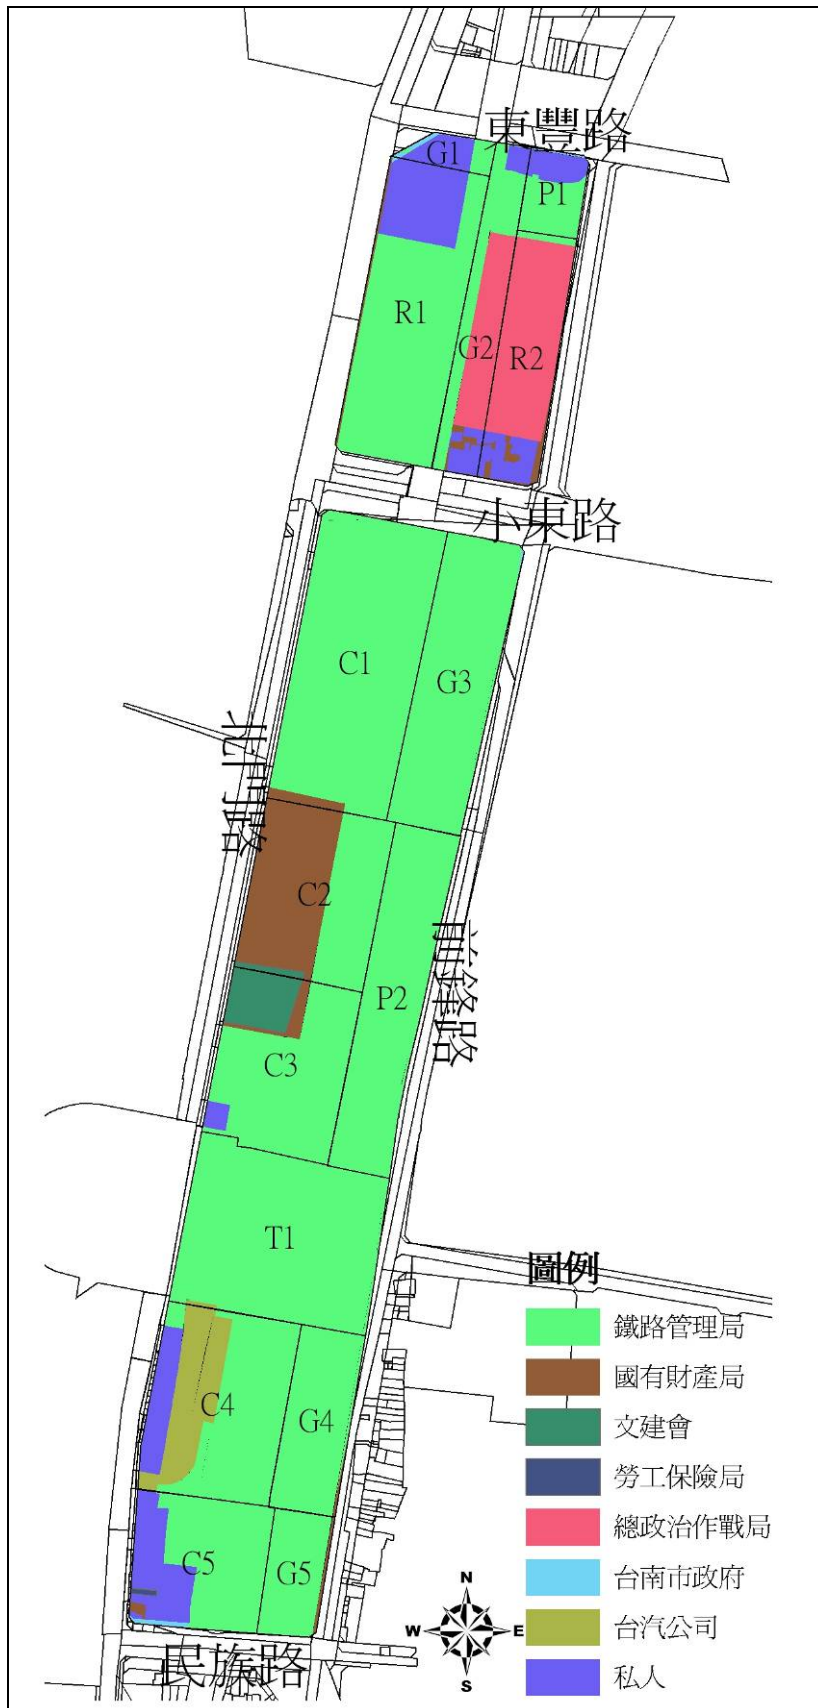 東豐路
G1
P1
R1
G2
R2
小東路
C1
G3
北門路
C2
前鋒路
P2
C3
T1
圖例
鐵路管理局
國有財產局
C4
G4
文建會
勞工保險局
總政治作戰局
C5
G5
台南市政府
N
W
E
S
台汽公司
民族路
私人